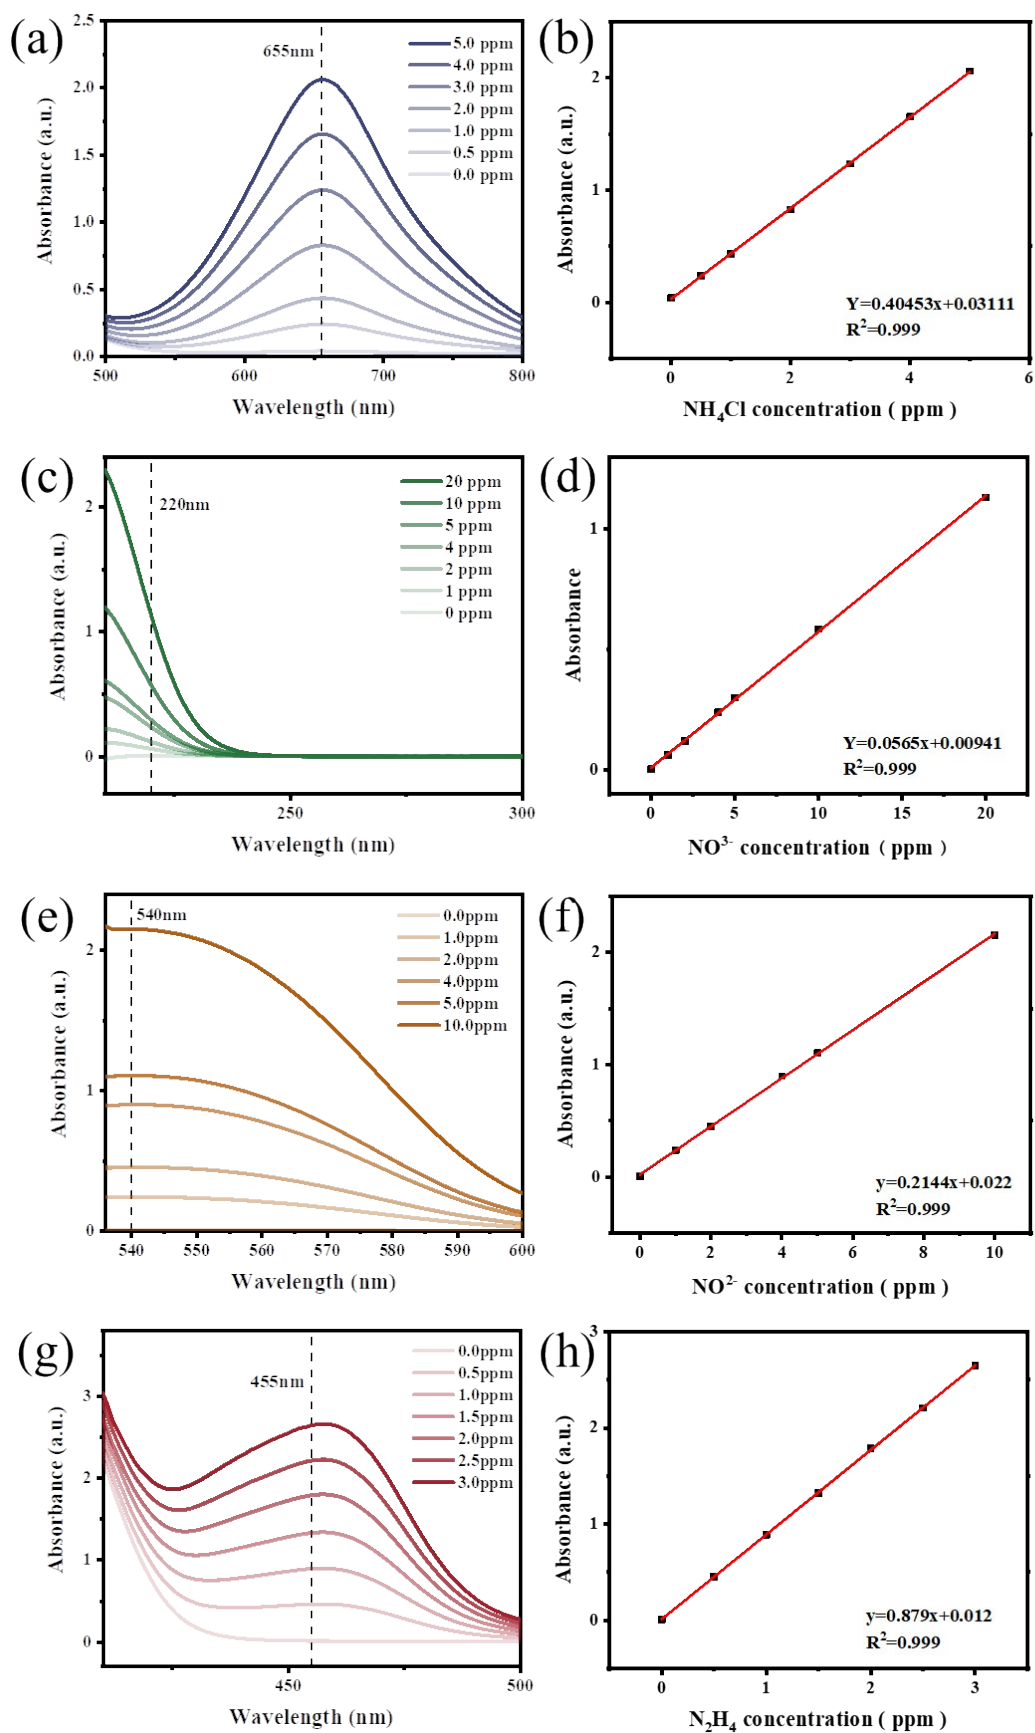 (a)
655nm
5.0 ppm
4.0 ppm
3.0 ppm
2.0 ppm
1.0 ppm
0.5 ppm
0.0 ppm
Absorbance (a.u.)
2.5
2.0
1.5
1.0
0.5
0.0
500
600
700
800
Wavelength (nm)
(b)
Absorbance (a.u.)
2
1
0
Y=0.40453x+0.03111
R²=0.999
0
2
4
6
NH₄Cl concentration ( ppm )
(c)
220nm
20 ppm
10 ppm
5 ppm
4 ppm
2 ppm
1 ppm
0 ppm
Absorbance (a.u.)
2
1
0
250
300
Wavelength (nm)
(d)
Absorbance
1
0
Y=0.0565x+0.00941
R²=0.999
0
5
10
15
20
NO³⁻ concentration ( ppm )
(e)
540nm
0.0ppm
1.0ppm
2.0ppm
4.0ppm
5.0ppm
10.0ppm
Absorbance (a.u.)
2
1
0
540
550
560
570
580
590
600
Wavelength (nm)
(f)
Absorbance (a.u.)
2
1
0
y=0.2144x+0.022
R²=0.999
0
2
4
6
8
10
NO²⁻ concentration ( ppm )
(g)
455nm
0.0ppm
0.5ppm
1.0ppm
1.5ppm
2.0ppm
2.5ppm
3.0ppm
Absorbance (a.u.)
3
2
1
0
450
500
Wavelength (nm)
(h)
Absorbance (a.u.)
3
2
1
0
y=0.879x+0.012
R²=0.999
0
1
2
3
N₂H₄ concentration ( ppm )